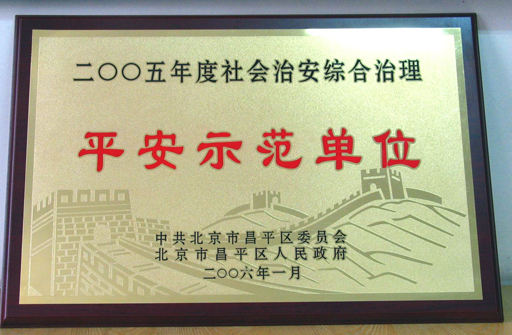 二〇〇五年度社会治安综合治理
平安示范单位
中共北京市昌平区委员会
北京市昌平区人民政府
二〇〇六年一月